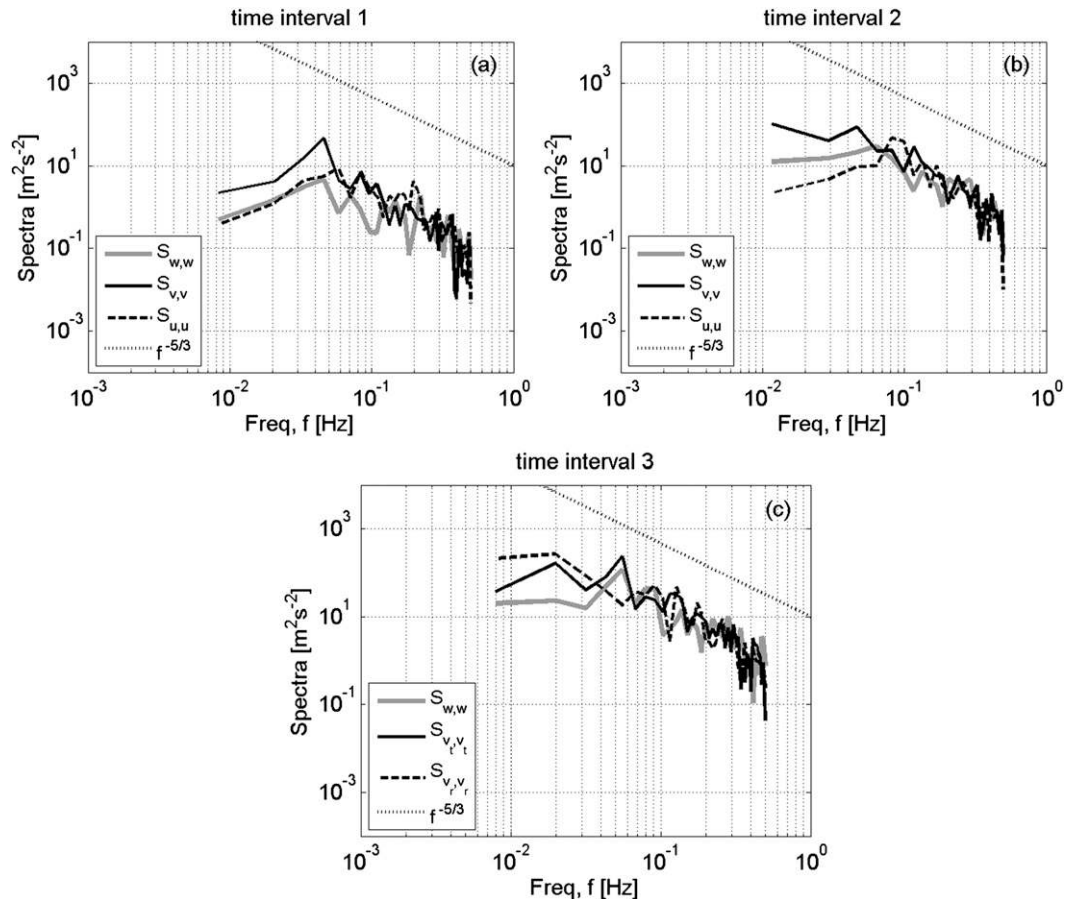 time interval 1
(a)
10^3
10^1
10^-1
10^-3
Spectra [m^2s^-2]
S_w,w
S_v,v
S_u,u
f^-5/3
10^-3 10^-2 10^-1 10^0
Freq, f [Hz]
time interval 2
(b)
10^3
10^1
10^-1
10^-3
Spectra [m^2s^-2]
S_w,w
S_v,v
S_u,u
f^-5/3
10^-3 10^-2 10^-1 10^0
Freq, f [Hz]
time interval 3
(c)
10^3
10^1
10^-1
10^-3
Spectra [m^2s^-2]
S_w,w
S_v_t,v_t
S_v_r,v_r
f^-5/3
10^-3 10^-2 10^-1 10^0
Freq, f [Hz]